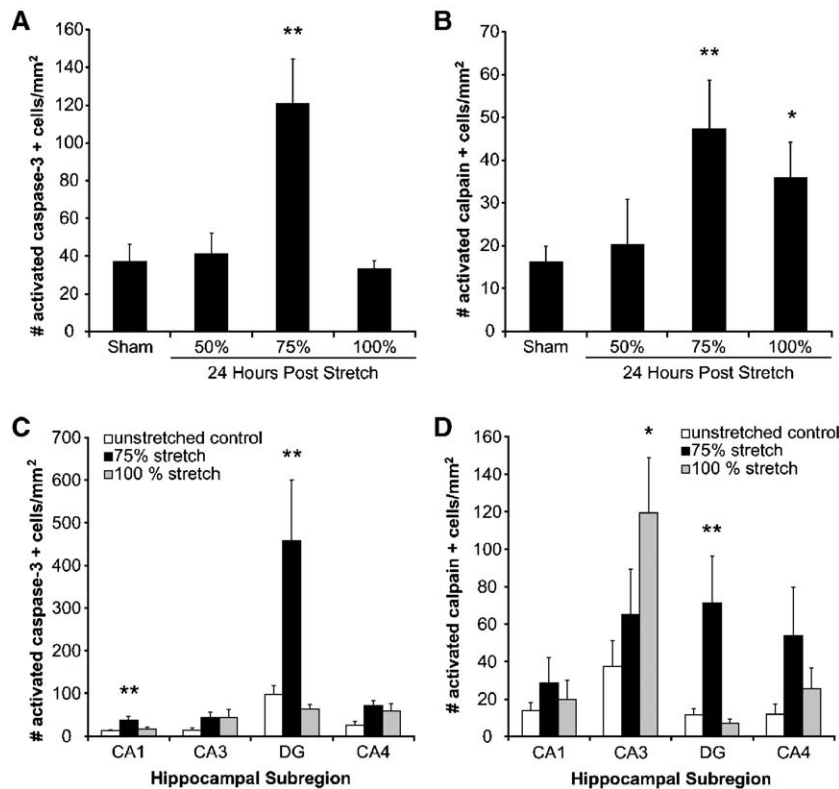 A
# activated caspase-3 + cells/mm²
160
140
120
100
80
60
40
20
0
**
Sham
50%
75%
100%
24 Hours Post Stretch
B
# activated calpain + cells/mm²
70
60
50
40
30
20
10
0
**
*
Sham
50%
75%
100%
24 Hours Post Stretch
C
# activated caspase-3 + cells/mm²
700
600
500
400
300
200
100
0
unstretched control
75% stretch
100 % stretch
**
**
CA1
CA3
DG
CA4
Hippocampal Subregion
D
# activated calpain + cells/mm²
160
140
120
100
80
60
40
20
0
unstretched control
75% stretch
100 % stretch
*
**
CA1
CA3
DG
CA4
Hippocampal Subregion